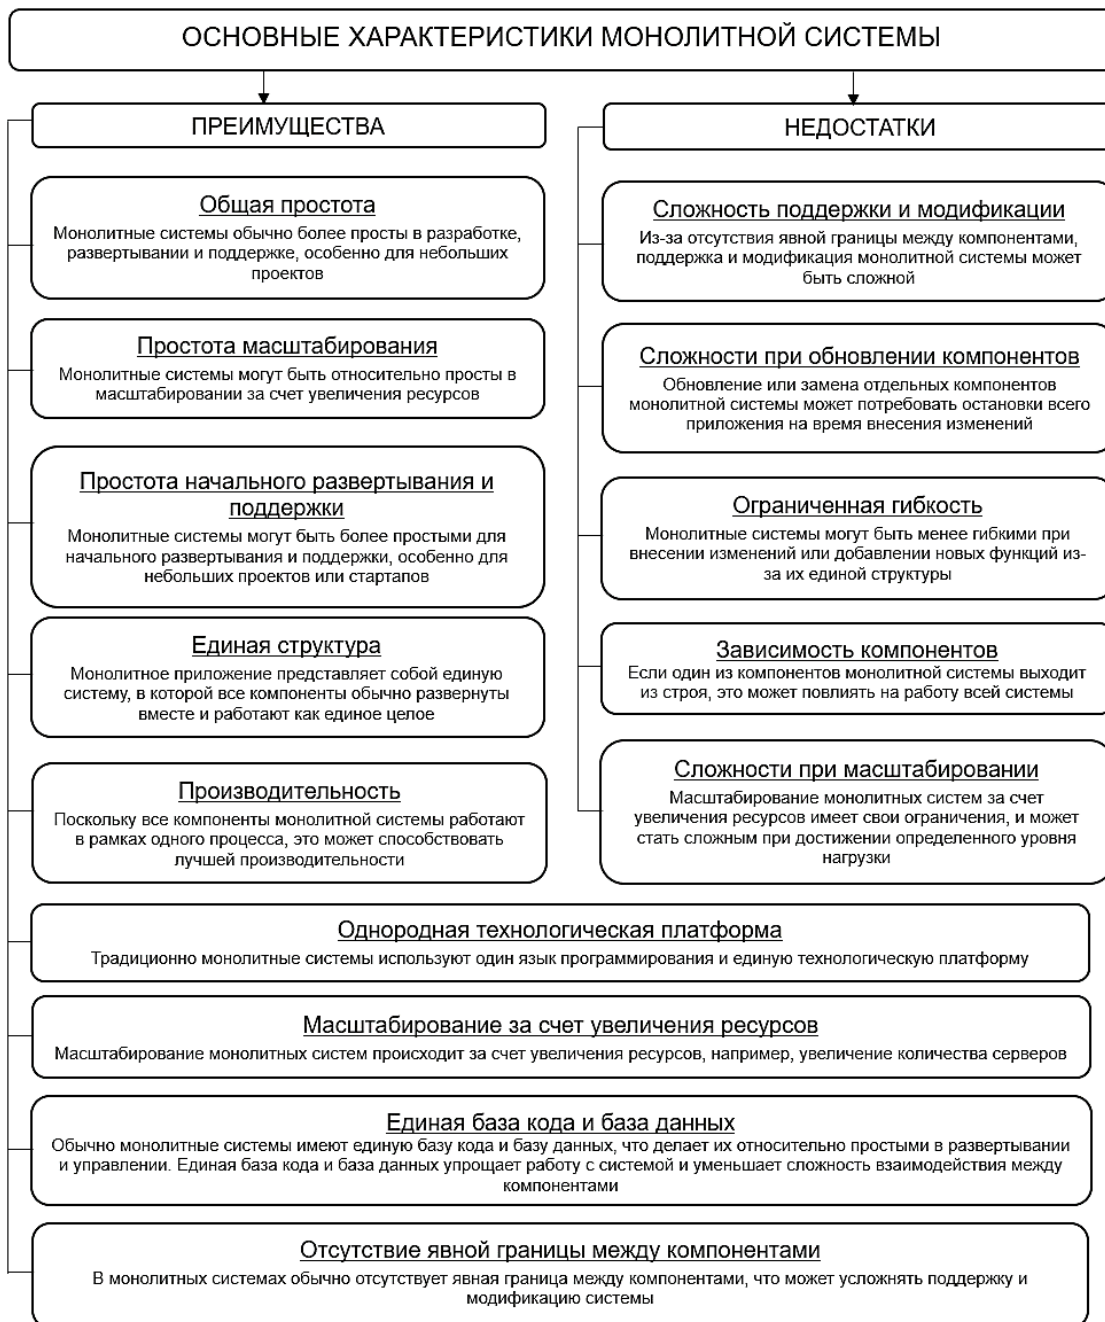 ОСНОВНЫЕ ХАРАКТЕРИСТИКИ МОНОЛИТНОЙ СИСТЕМЫ
ПРЕИМУЩЕСТВА
Общая простота
Монолитные системы обычно более просты в разработке,
развертывании и поддержке, особенно для небольших
проектов
Простота масштабирования
Монолитные системы могут быть относительно просты в
масштабировании за счет увеличения ресурсов
Простота начального развертывания и
поддержки
Монолитные системы могут быть более простыми для
начального развертывания и поддержки, особенно для
небольших проектов или стартапов
Единая структура
Монолитное приложение представляет собой единую
систему, в которой все компоненты обычно развернуты
вместе и работают как единое целое
Производительность
Поскольку все компоненты монолитной системы работают
в рамках одного процесса, это может способствовать
лучшей производительности
НЕДОСТАТКИ
Сложность поддержки и модификации
Из-за отсутствия явной границы между компонентами,
поддержка и модификация монолитной системы может
быть сложной
Сложности при обновлении компонентов
Обновление или замена отдельных компонентов
монолитной системы может потребовать остановки всего
приложения на время внесения изменений
Ограниченная гибкость
Монолитные системы могут быть менее гибкими при
внесении изменений или добавлении новых функций из-
за их единой структуры
Зависимость компонентов
Если один из компонентов монолитной системы выходит
из строя, это может повлиять на работу всей системы
Сложности при масштабировании
Масштабирование монолитных систем за счет
увеличения ресурсов имеет свои ограничения, и может
стать сложным при достижении определенного уровня
нагрузки
Однородная технологическая платформа
Традиционно монолитные системы используют один язык программирования и единую технологическую платформу
Масштабирование за счет увеличения ресурсов
Масштабирование монолитных систем происходит за счет увеличения ресурсов, например, увеличение количества серверов
Единая база кода и база данных
Обычно монолитные системы имеют единую базу кода и базу данных, что делает их относительно простыми в развертывании
и управлении. Единая база кода и база данных упрощает работу с системой и уменьшает сложность взаимодействия между
компонентами
Отсутствие явной границы между компонентами
В монолитных системах обычно отсутствует явная граница между компонентами, что может усложнять поддержку и
модификацию системы